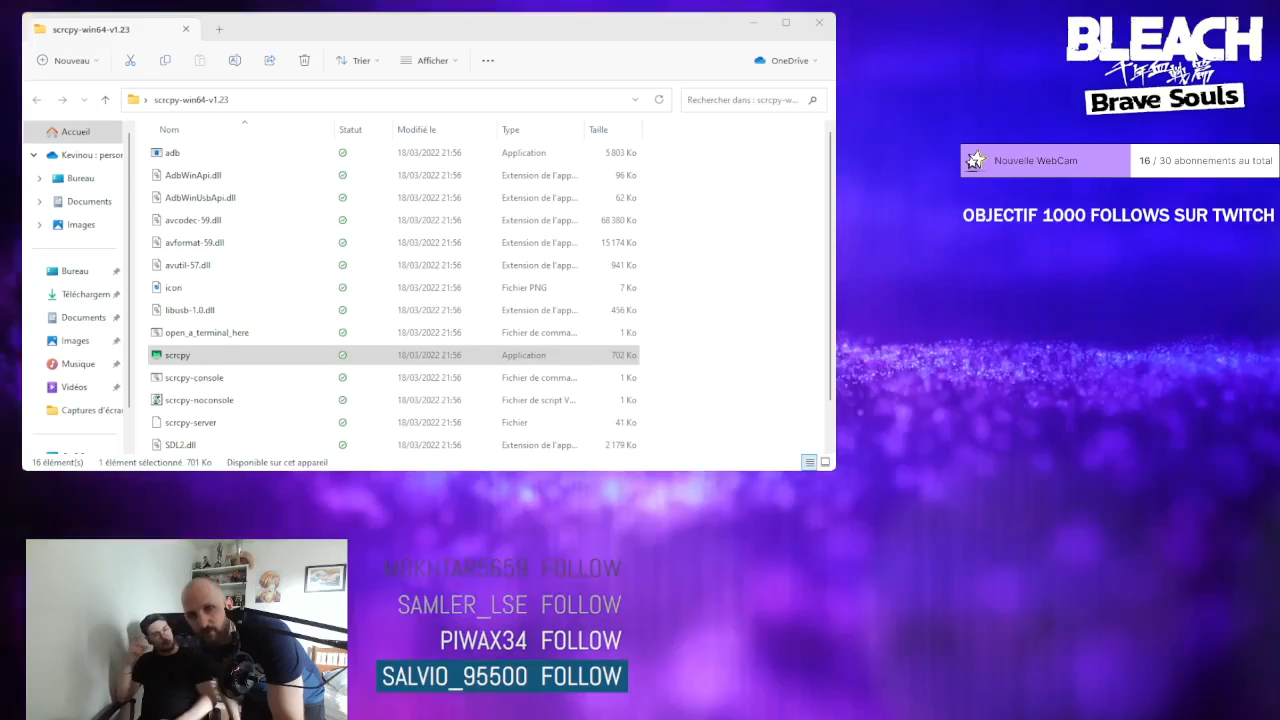 scrcpy-win64-v1.23
Nouveau
Trier
Afficher
OneDrive
scrcpy-win64-v1.23
Rechercher dans : scrcpy-w...
Accueil
Kevinou : person
Bureau
Documents
Images
Bureau
Téléchargem
Documents
Images
Musique
Vidéos
Captures d'écra
Nom Statut Modifié le Type Taille
adb 18/03/2022 21:56 Application 5 803 Ko
AdbWinApi.dll 18/03/2022 21:56 Extension de l'app... 96 Ko
AdbWinUsbApi.dll 18/03/2022 21:56 Extension de l'app... 62 Ko
avcodec-59.dll 18/03/2022 21:56 Extension de l'app... 68 380 Ko
avformat-59.dll 18/03/2022 21:56 Extension de l'app... 15 174 Ko
avutil-57.dll 18/03/2022 21:56 Extension de l'app... 941 Ko
icon 18/03/2022 21:56 Fichier PNG 7 Ko
libusb-1.0.dll 18/03/2022 21:56 Extension de l'app... 456 Ko
open_a_terminal_here 18/03/2022 21:56 Fichier de comma... 1 Ko
scrcpy 18/03/2022 21:56 Application 702 Ko
scrcpy-console 18/03/2022 21:56 Fichier de comma... 1 Ko
scrcpy-noconsole 18/03/2022 21:56 Fichier de script V... 1 Ko
scrcpy-server 18/03/2022 21:56 Fichier 41 Ko
SDL2.dll 18/03/2022 21:56 Extension de l'app... 2 179 Ko
16 élément(s) 1 élément sélectionné 701 Ko Disponible sur cet appareil
BLEACH
千年血戦篇
Brave Souls
Nouvelle WebCam 16 / 30 abonnements au total
OBJECTIF 1000 FOLLOWS SUR TWITCH
MOKHTAR5659 FOLLOW
SAMLER_LSE FOLLOW
PIWAX34 FOLLOW
SALVIO_95500 FOLLOW